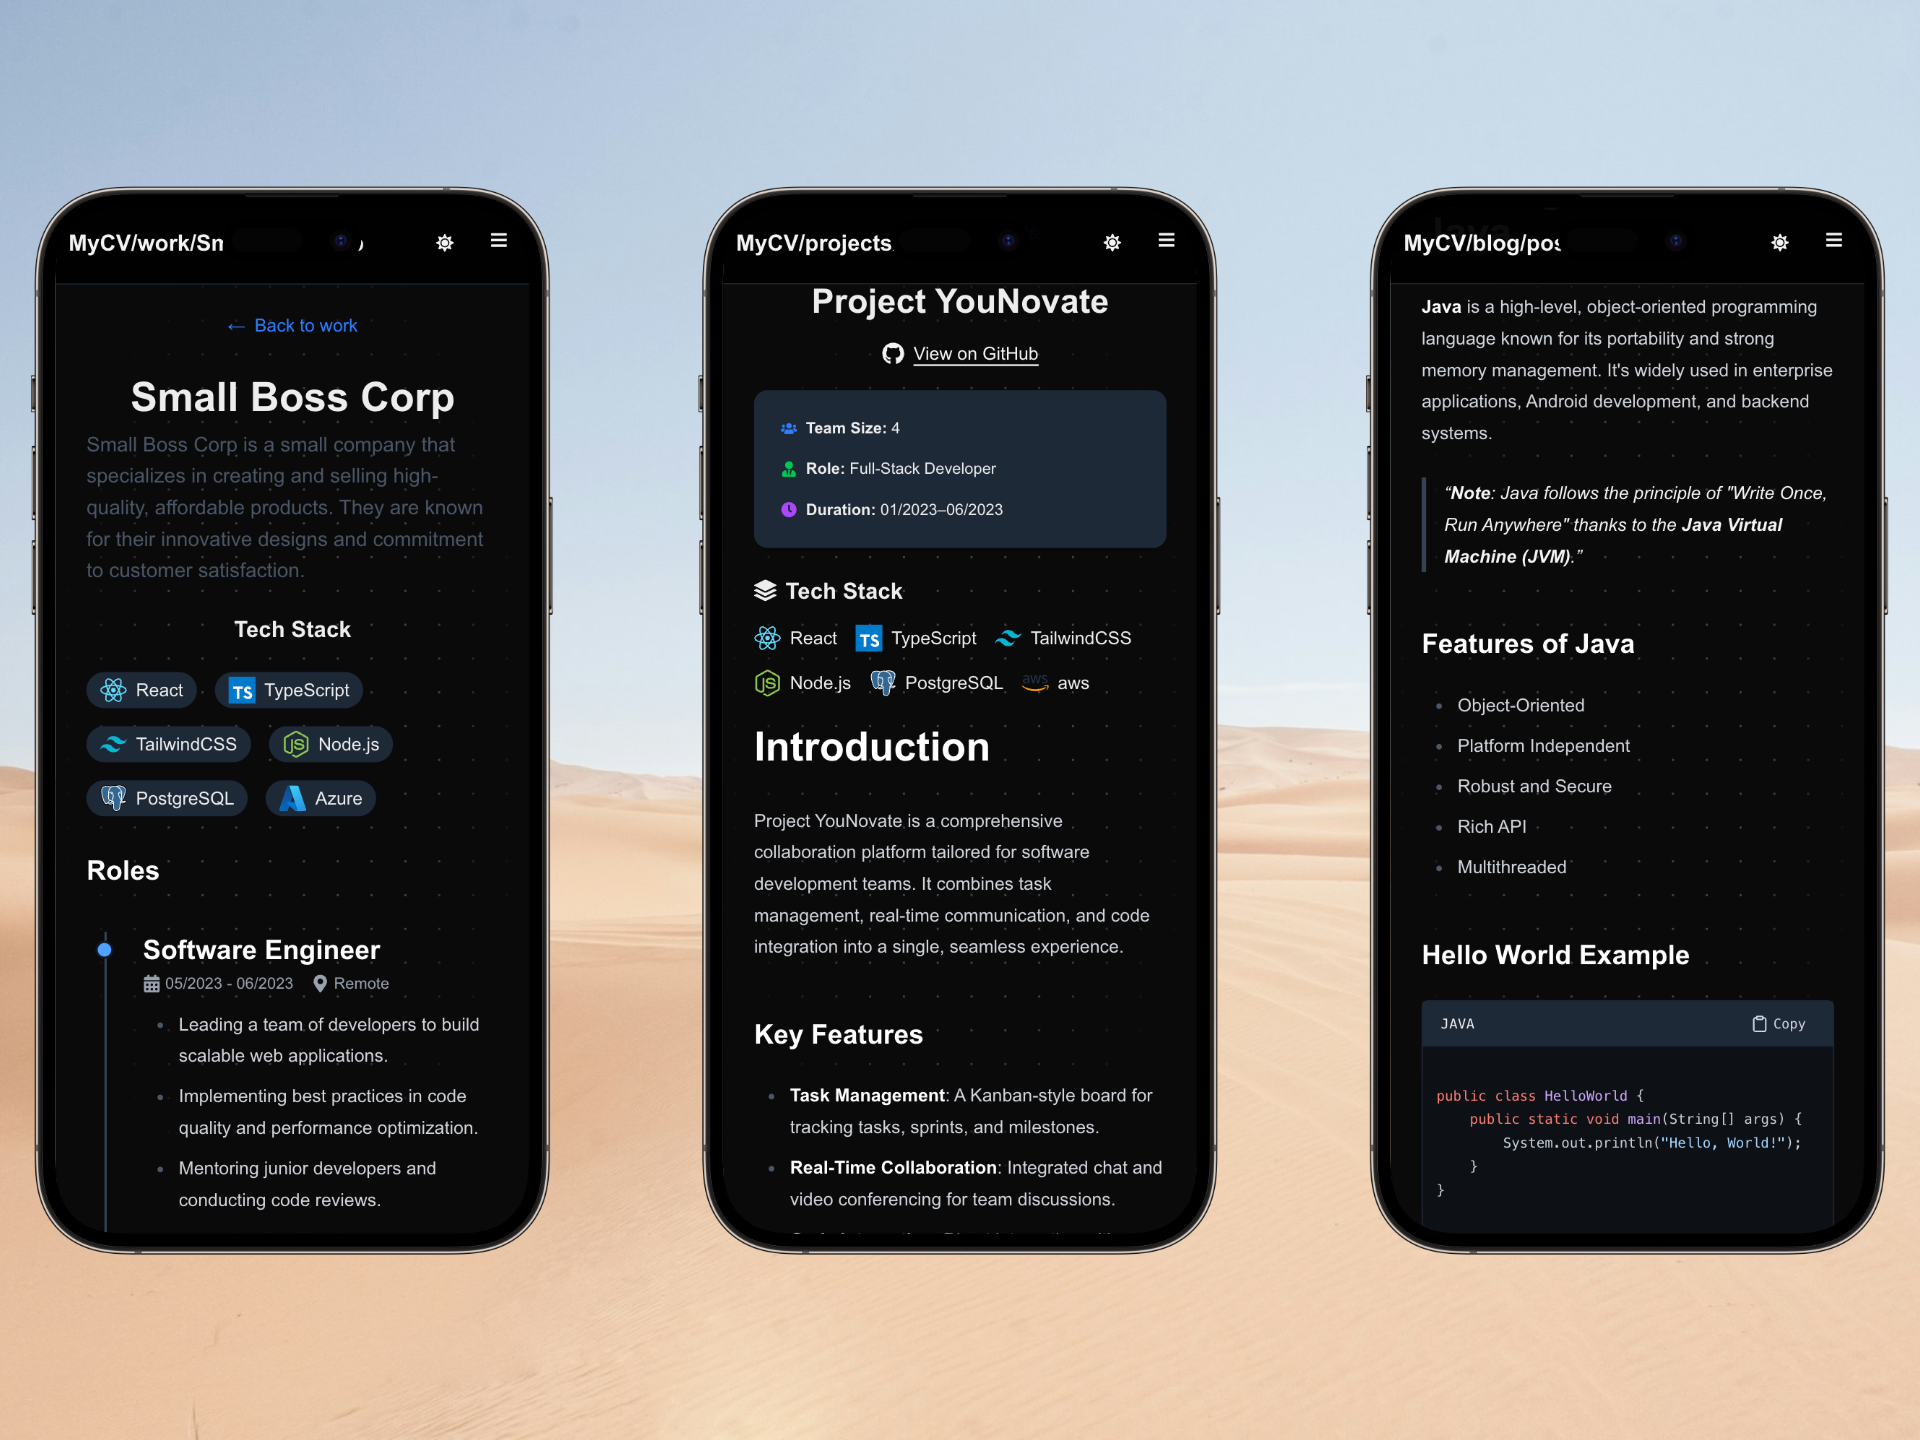 MyCV/work/Sm
← Back to work
Small Boss Corp
Small Boss Corp is a small company that
specializes in creating and selling high-
quality, affordable products. They are known
for their innovative designs and commitment
to customer satisfaction.
Tech Stack
React TypeScript
TailwindCSS Node.js
PostgreSQL Azure
Roles
Software Engineer
05/2023 - 06/2023 Remote
• Leading a team of developers to build
scalable web applications.
• Implementing best practices in code
quality and performance optimization.
• Mentoring junior developers and
conducting code reviews.
MyCV/projects
Project YouNovate
View on GitHub
Team Size: 4
Role: Full-Stack Developer
Duration: 01/2023–06/2023
Tech Stack
React TypeScript TailwindCSS
Node.js PostgreSQL aws aws
Introduction
Project YouNovate is a comprehensive
collaboration platform tailored for software
development teams. It combines task
management, real-time communication, and code
integration into a single, seamless experience.
Key Features
• Task Management: A Kanban-style board for
tracking tasks, sprints, and milestones.
• Real-Time Collaboration: Integrated chat and
video conferencing for team discussions.
Java
MyCV/blog/pos
Java is a high-level, object-oriented programming
language known for its portability and strong
memory management. It's widely used in enterprise
applications, Android development, and backend
systems.
“Note: Java follows the principle of "Write Once,
Run Anywhere" thanks to the Java Virtual
Machine (JVM).”
Features of Java
• Object-Oriented
• Platform Independent
• Robust and Secure
• Rich API
• Multithreaded
Hello World Example
JAVA Copy
public class HelloWorld {
    public static void main(String[] args) {
        System.out.println("Hello, World!");
    }
}